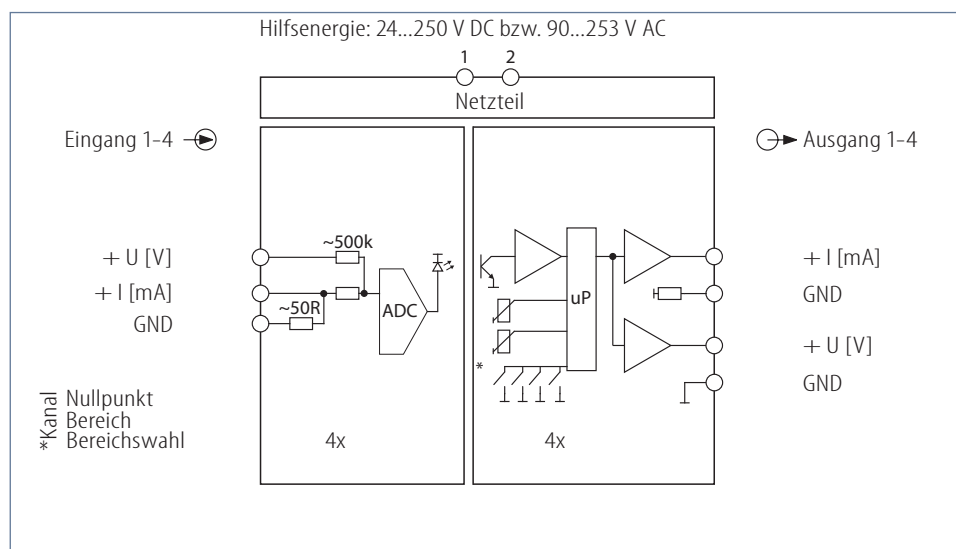 Hilfsenergie: 24...250 V DC bzw. 90...253 V AC
1 2
Netzteil
Eingang 1-4
Ausgang 1-4
~500k
+ U [V]
+ I [mA]
~50R
GND
ADC
uP
+ I [mA]
GND
+ U [V]
GND
*
*Kanal
Nullpunkt
Bereich
Bereichswahl
4x
4x